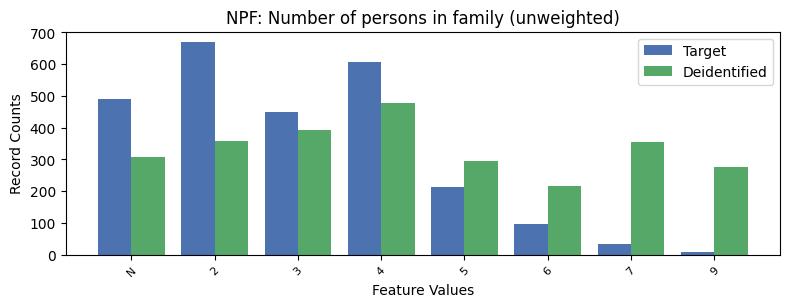 NPF: Number of persons in family (unweighted)
700
600
500
400
300
200
100
0
Record Counts
Target
Deidentified
N 2 3 4 5 6 7 9
Feature Values